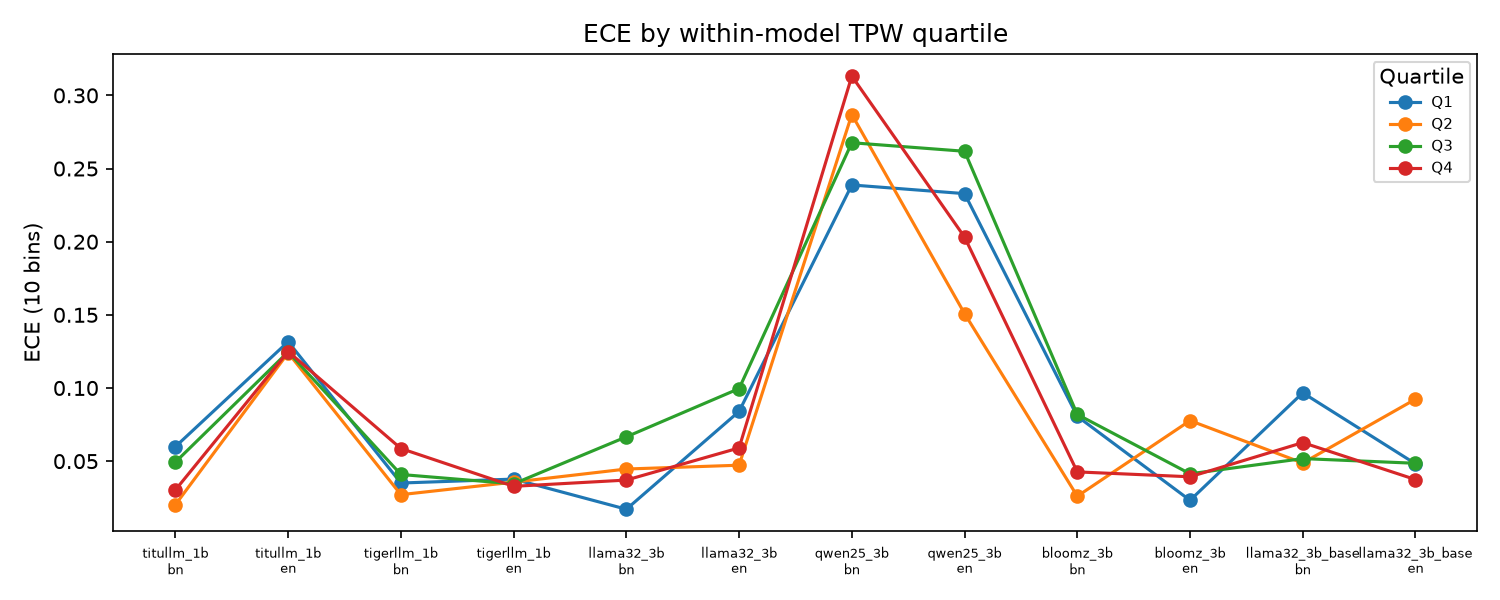 ECE by within-model TPW quartile
Quartile
Q1
Q2
Q3
Q4
ECE (10 bins)
0.30
0.25
0.20
0.15
0.10
0.05
titullm_1b
bn
titullm_1b
en
tigerllm_1b
bn
tigerllm_1b
en
llama32_3b
bn
llama32_3b
en
qwen25_3b
bn
qwen25_3b
en
bloomz_3b
bn
bloomz_3b
en
llama32_3b_base
bn
llama32_3b_base
en